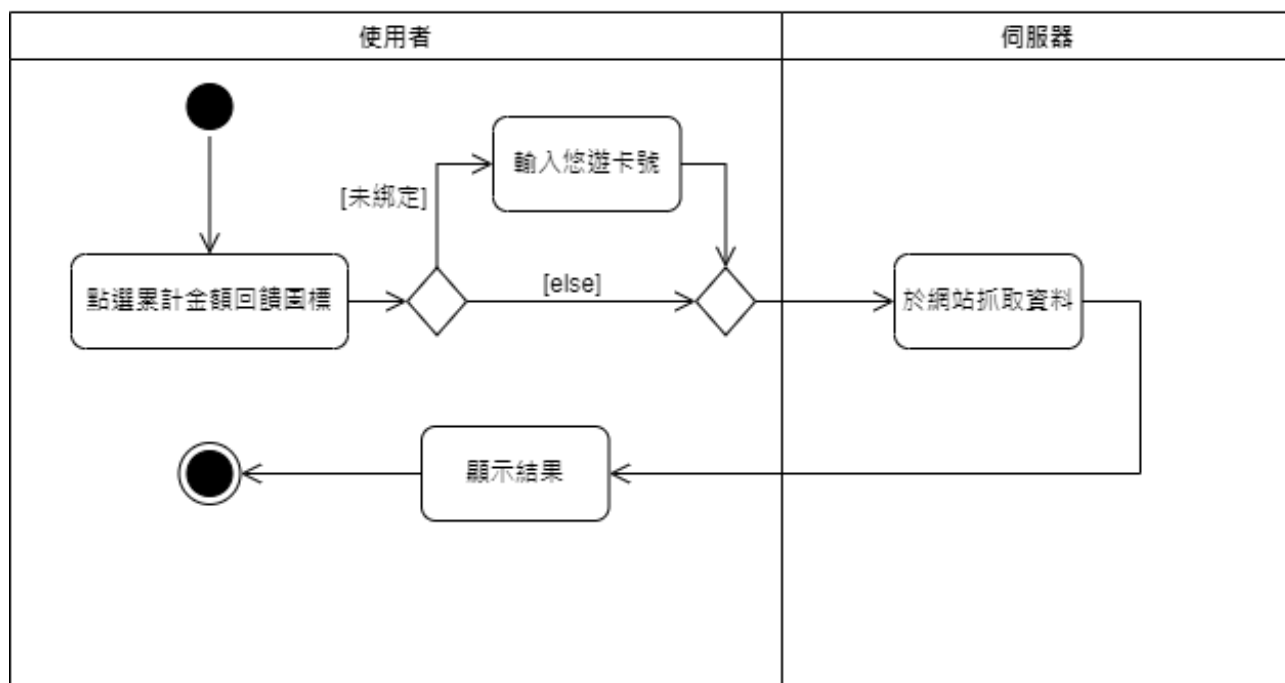 使用者
伺服器
輸入悠遊卡號
[未綁定]
點選累計金額回饋圖標
[else]
於網站抓取資料
顯示結果